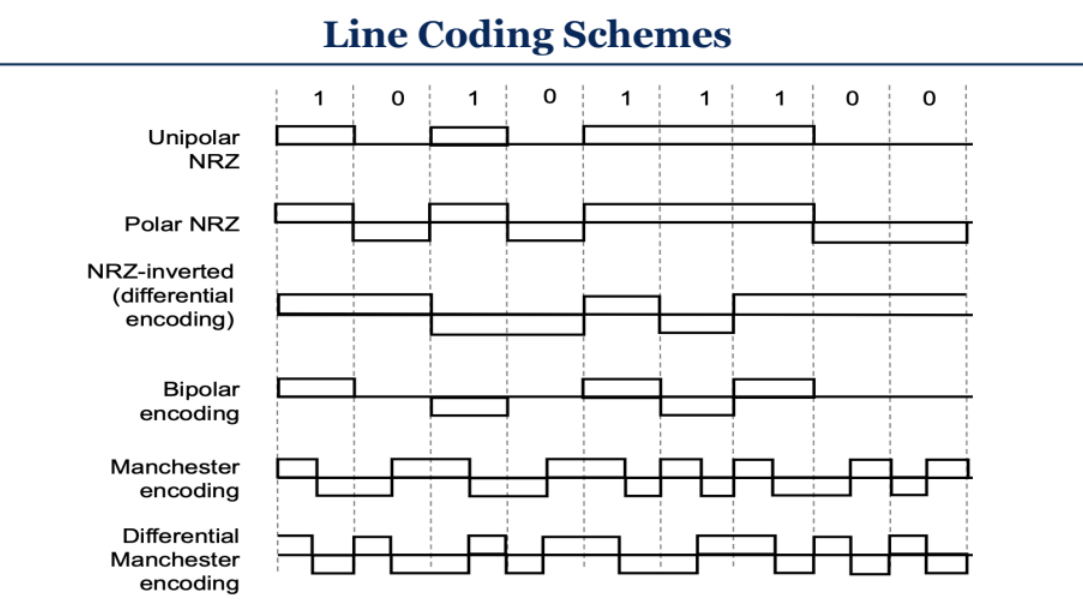 Line Coding Schemes
1 0 1 0 1 1 1 0 0
Unipolar
NRZ
Polar NRZ
NRZ-inverted
(differential
encoding)
Bipolar
encoding
Manchester
encoding
Differential
Manchester
encoding